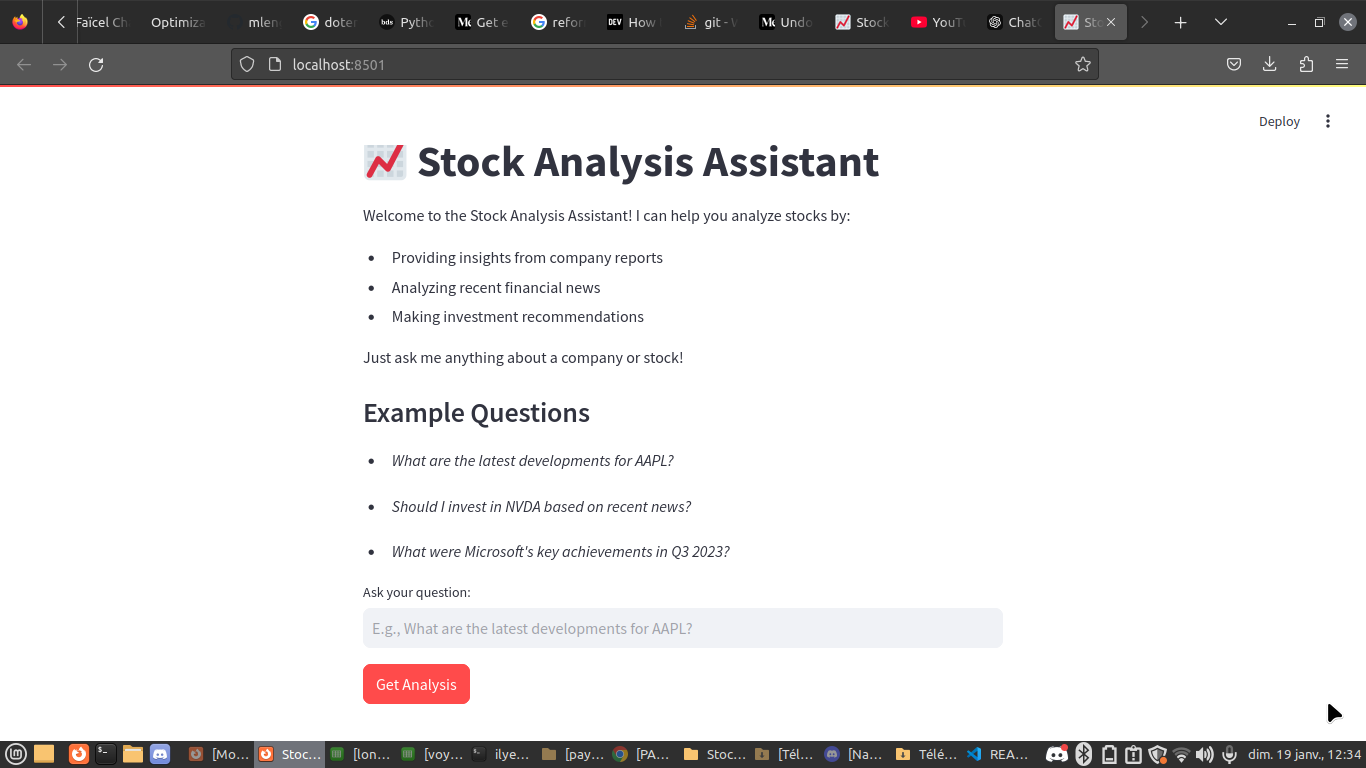 Faïcel Ch
Optimiza
mlen
doter
bds
Pytho
Get e
refor
DEV
How
git - W
Undo
Stock
YouTu
ChatG
Sto
localhost:8501
Deploy
Stock Analysis Assistant
Welcome to the Stock Analysis Assistant! I can help you analyze stocks by:
• Providing insights from company reports
• Analyzing recent financial news
• Making investment recommendations
Just ask me anything about a company or stock!
Example Questions
• What are the latest developments for AAPL?
• Should I invest in NVDA based on recent news?
• What were Microsoft's key achievements in Q3 2023?
Ask your question:
E.g., What are the latest developments for AAPL?
Get Analysis
[Mo...
Stoc...
[lon...
[voy...
ilye...
[pay...
[PA...
Stoc...
[Tél...
[Na...
Télé...
REA...
dim. 19 janv., 12:34